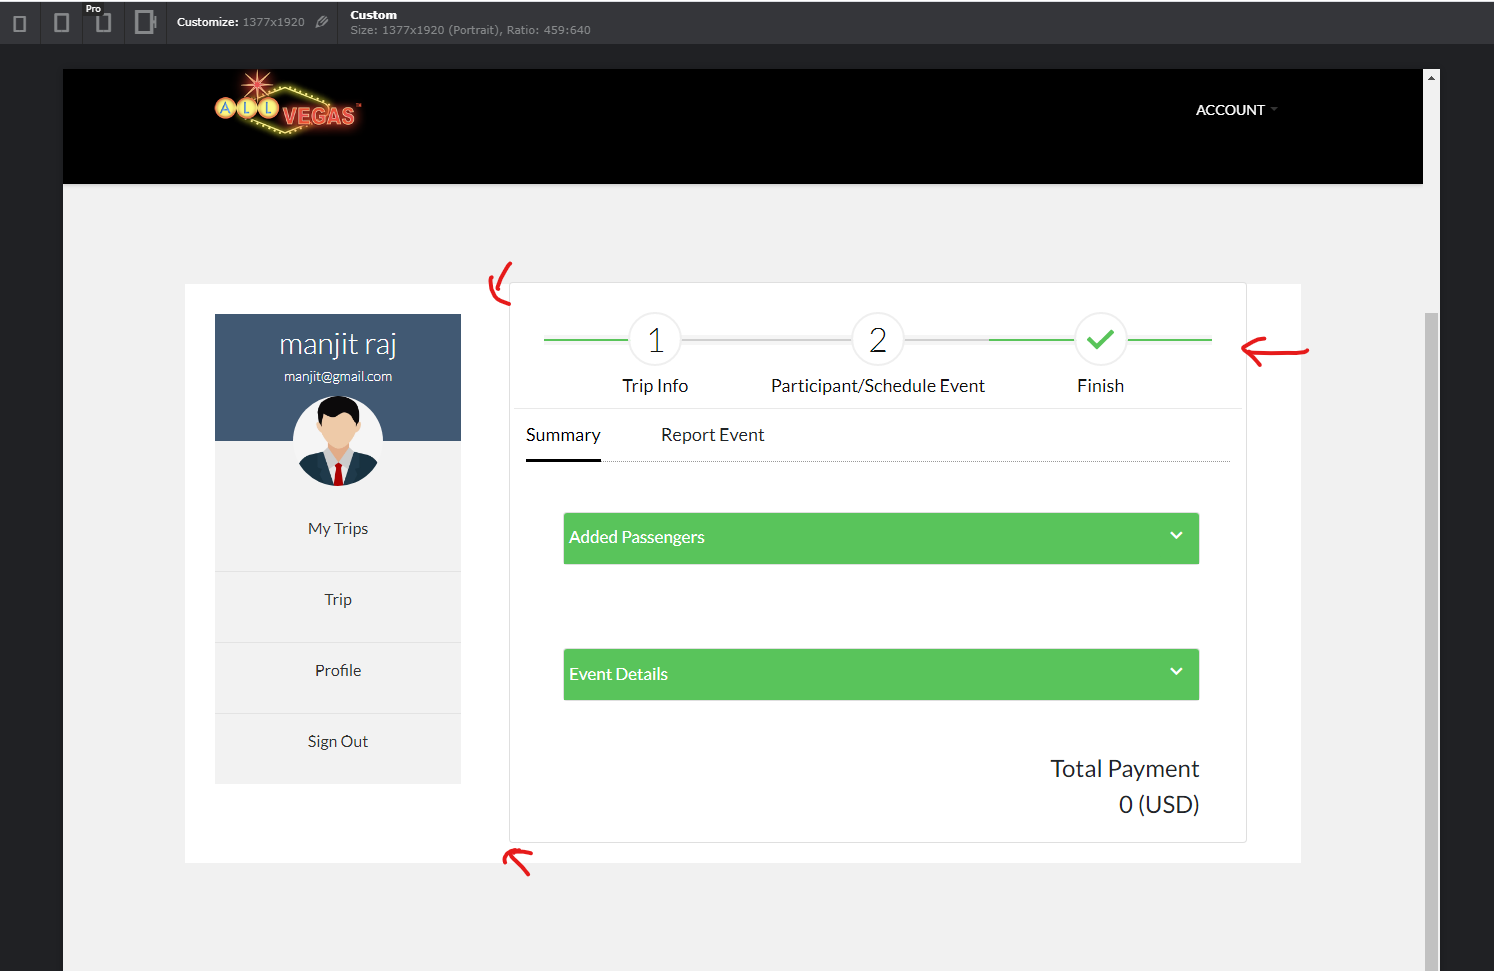 Pro
Customize: 1377x1920
Custom
Size: 1377x1920 (Portrait), Ratio: 459:640
ALL VEGAS™
ACCOUNT
manjit raj
manjit@gmail.com
My Trips
Trip
Profile
Sign Out
1
2
Trip Info
Participant/Schedule Event
Finish
Summary
Report Event
Added Passengers
Event Details
Total Payment
0 (USD)